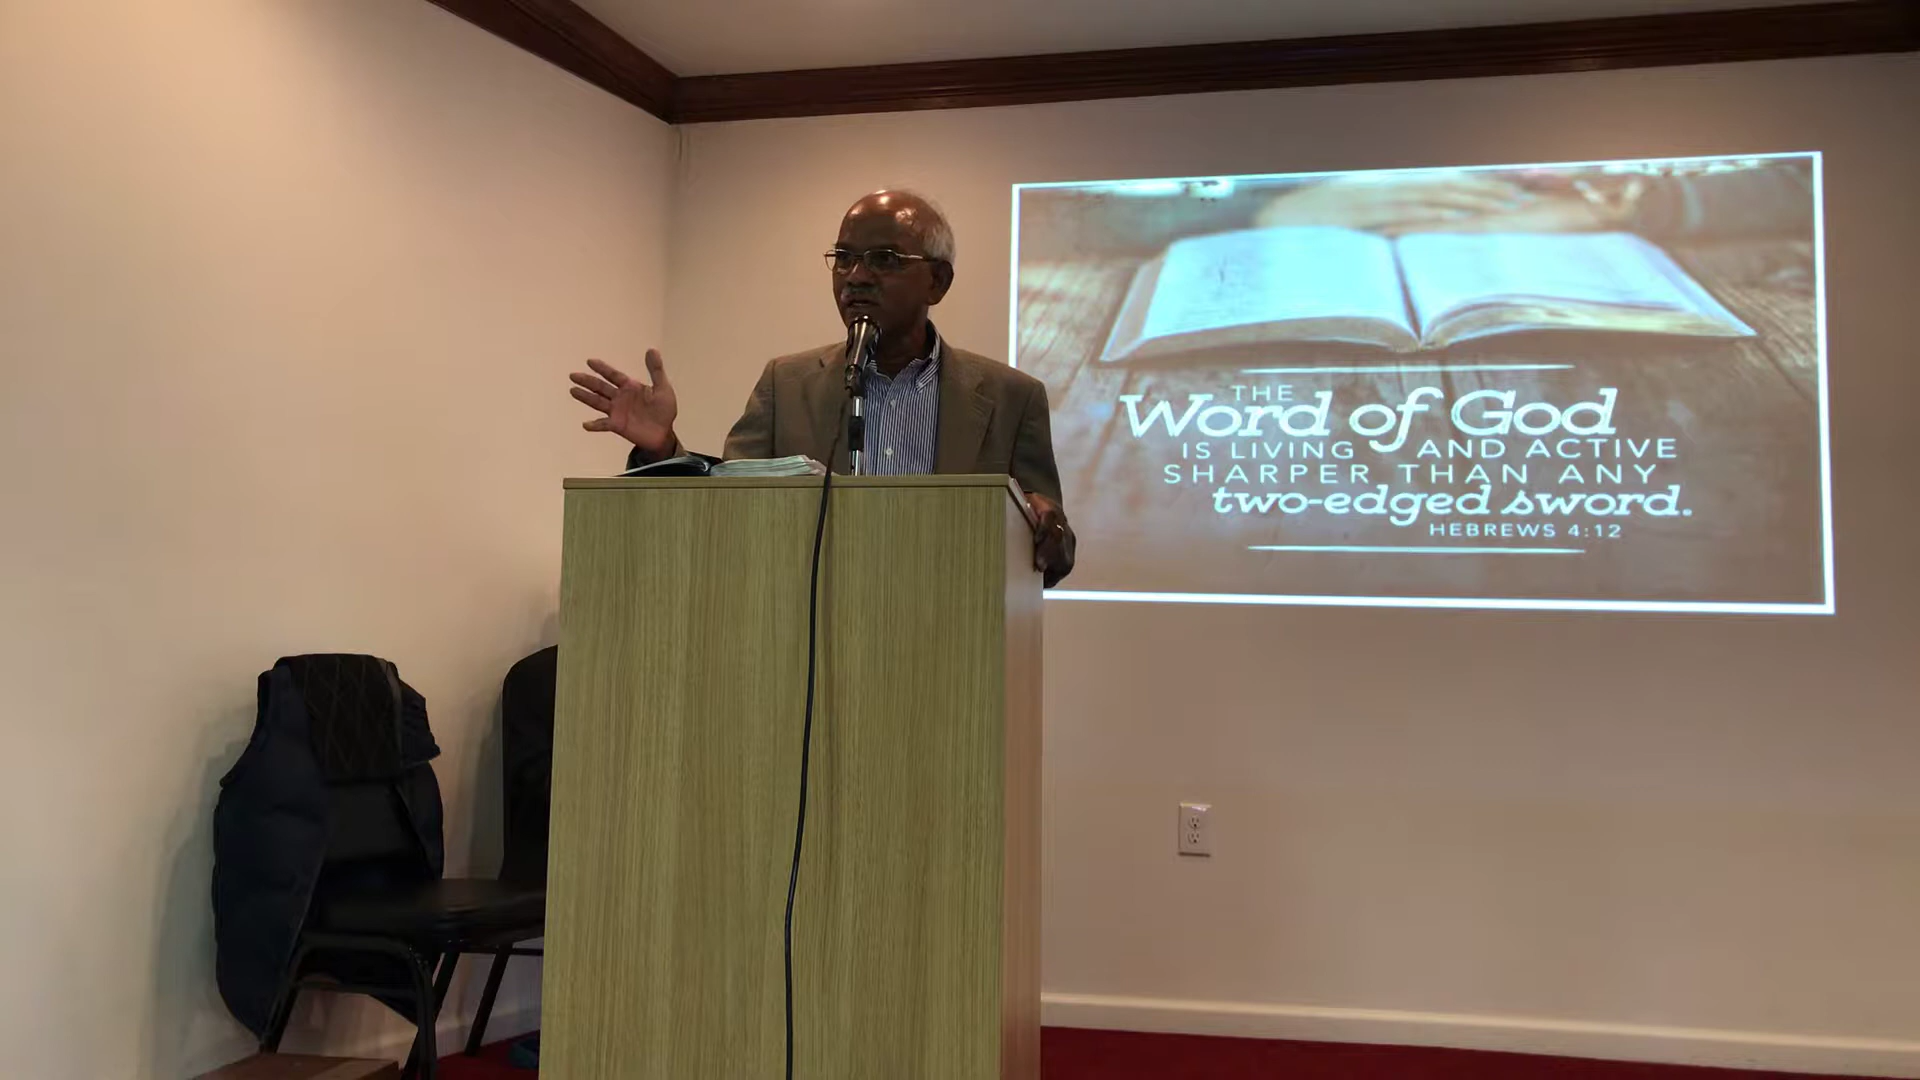 THE
Word of God
IS LIVING AND ACTIVE
SHARPER THAN ANY
two-edged sword.
HEBREWS 4:12